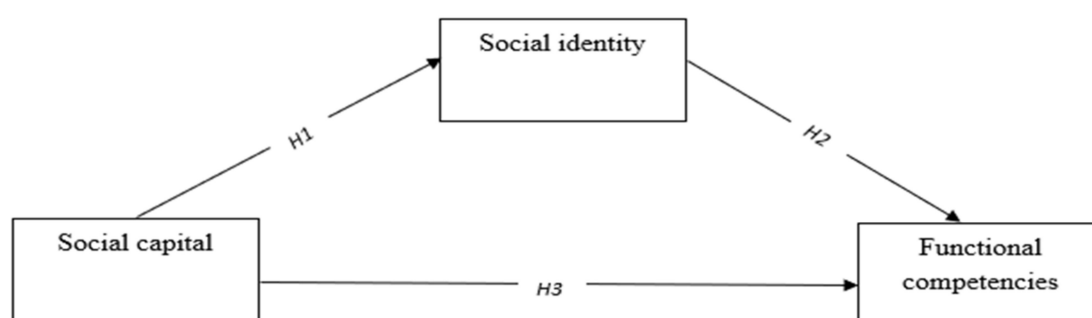 Social identity
H1
H2
Social capital
Functional
competencies
H3